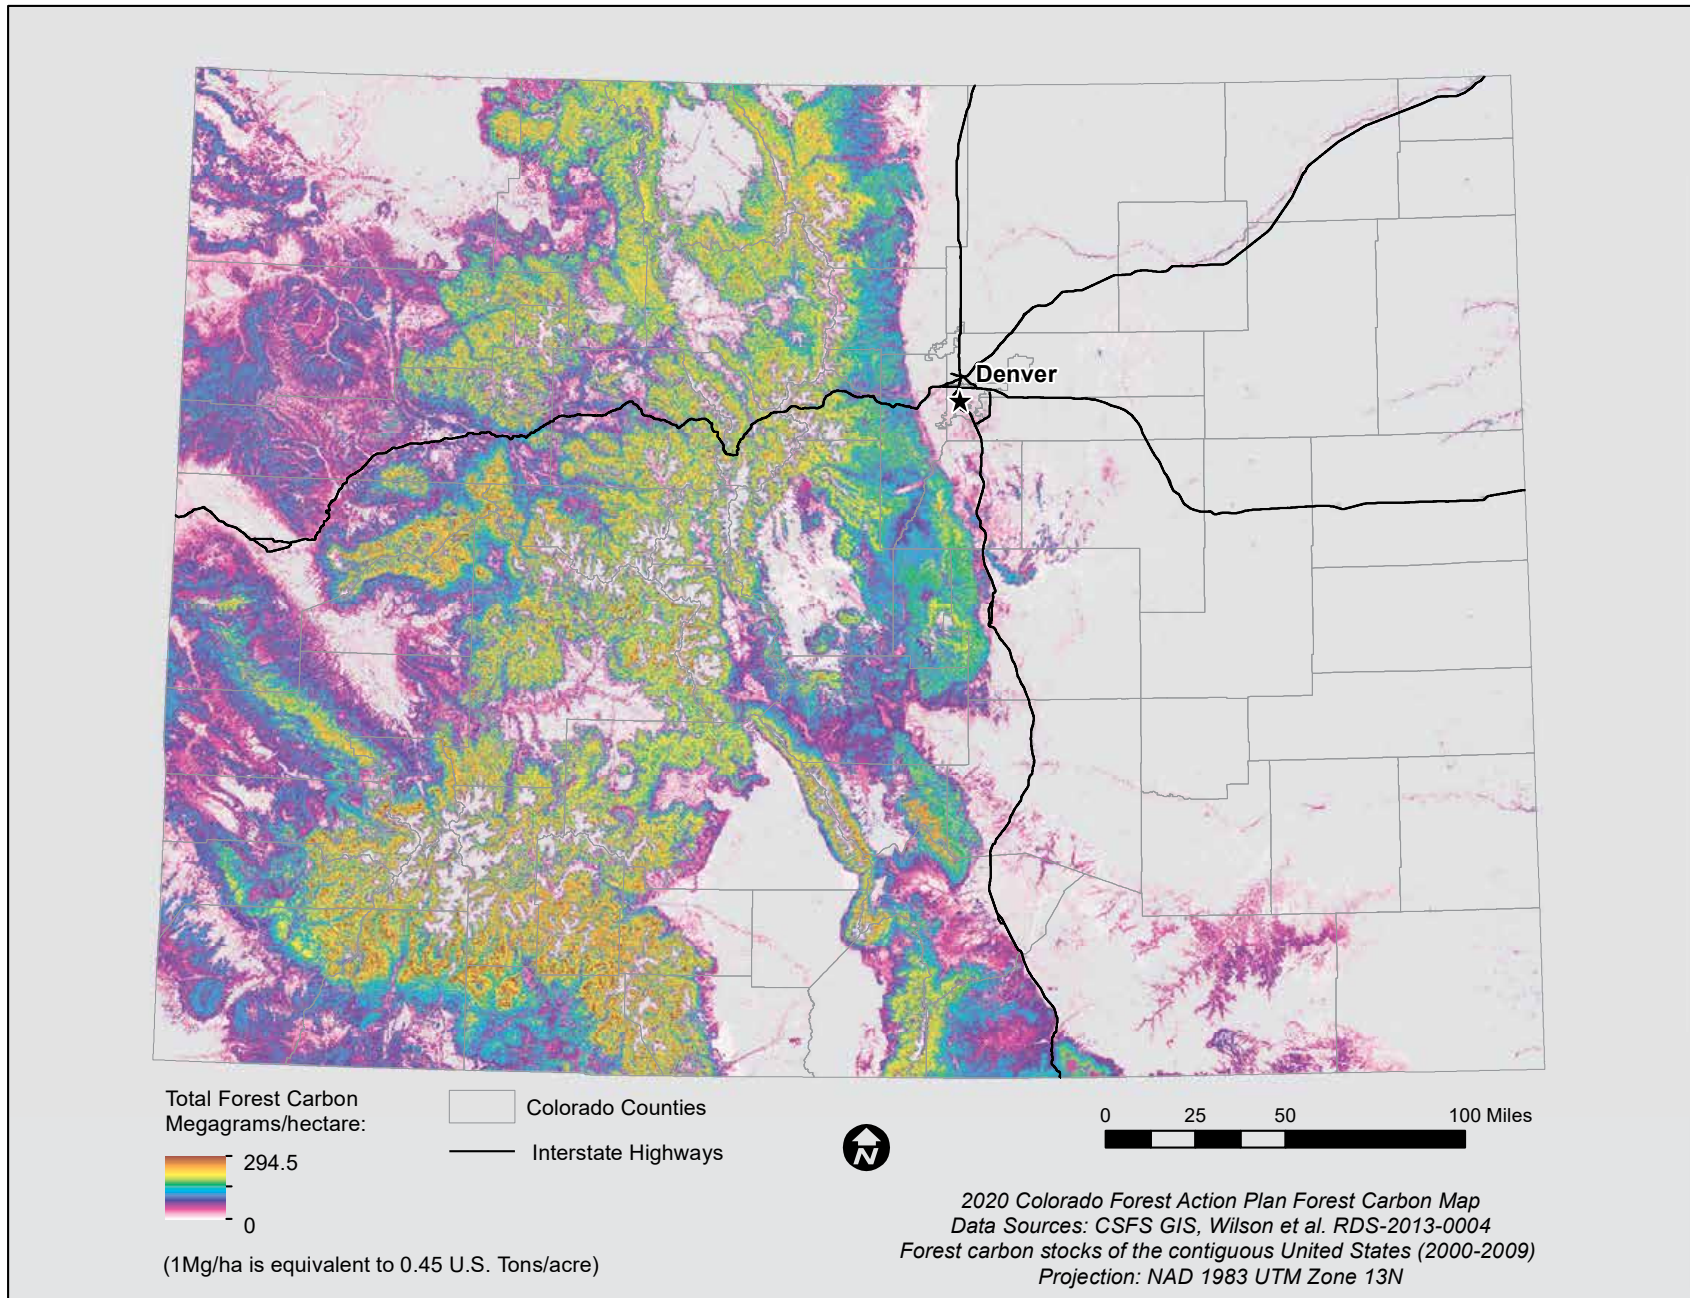 Denver
Total Forest Carbon
Megagrams/hectare:
294.5
0
(1Mg/ha is equivalent to 0.45 U.S. Tons/acre)
Colorado Counties
Interstate Highways
N
0 25 50 100 Miles
2020 Colorado Forest Action Plan Forest Carbon Map
Data Sources: CSFS GIS, Wilson et al. RDS-2013-0004
Forest carbon stocks of the contiguous United States (2000-2009)
Projection: NAD 1983 UTM Zone 13N